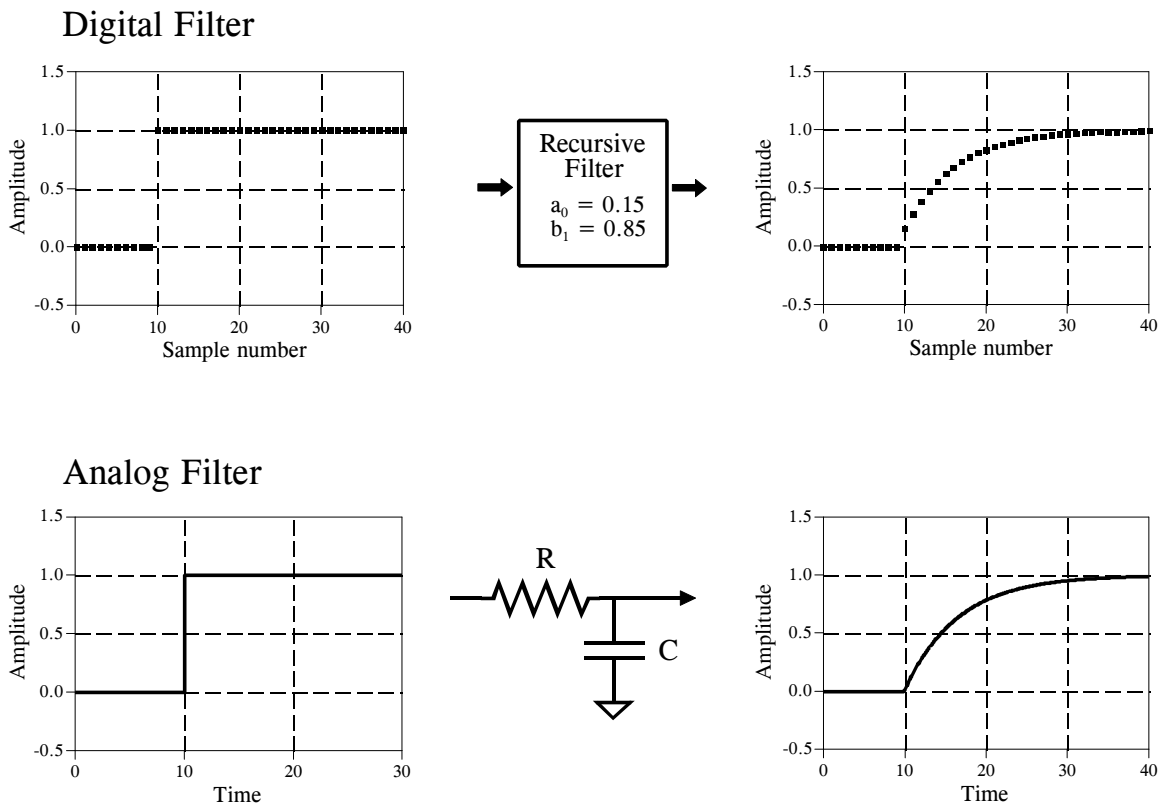 Digital Filter
Amplitude
1.5
1.0
0.5
0.0
-0.5
0 10 20 30 40
Sample number
Recursive
Filter
a₀ = 0.15
b₁ = 0.85
Amplitude
1.5
1.0
0.5
0.0
-0.5
0 10 20 30 40
Sample number
Analog Filter
Amplitude
1.5
1.0
0.5
0.0
-0.5
0 10 20 30
Time
R
C
Amplitude
1.5
1.0
0.5
0.0
-0.5
0 10 20 30 40
Time